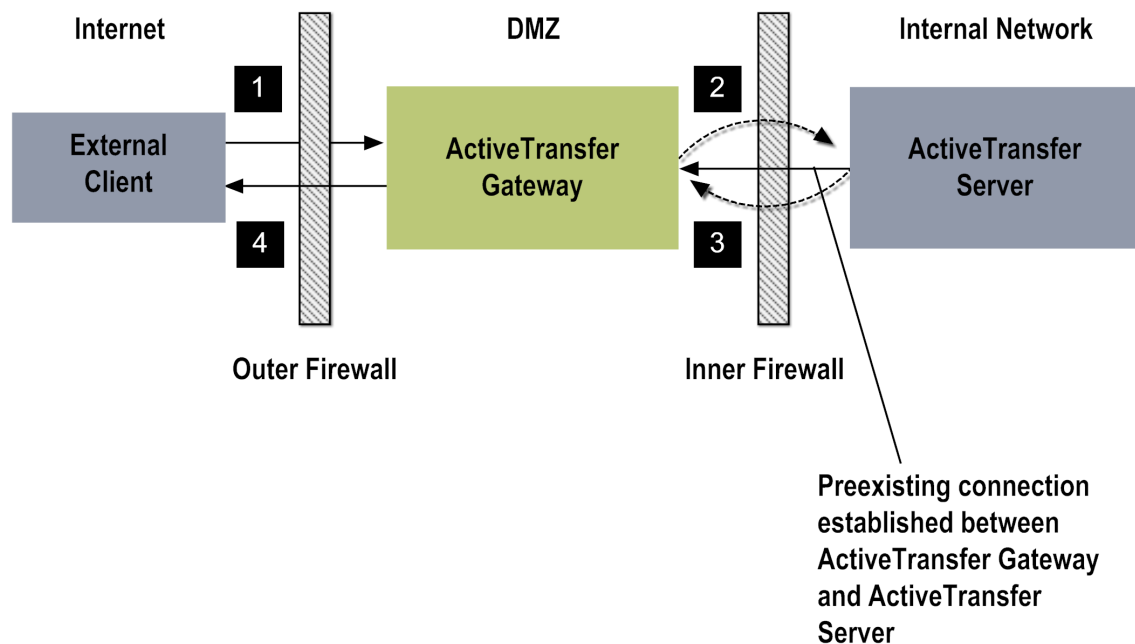 Internet
DMZ
Internal Network
1
2
External
Client
ActiveTransfer
Gateway
ActiveTransfer
Server
4
3
Outer Firewall
Inner Firewall
Preexisting connection
established between
ActiveTransfer Gateway
and ActiveTransfer
Server